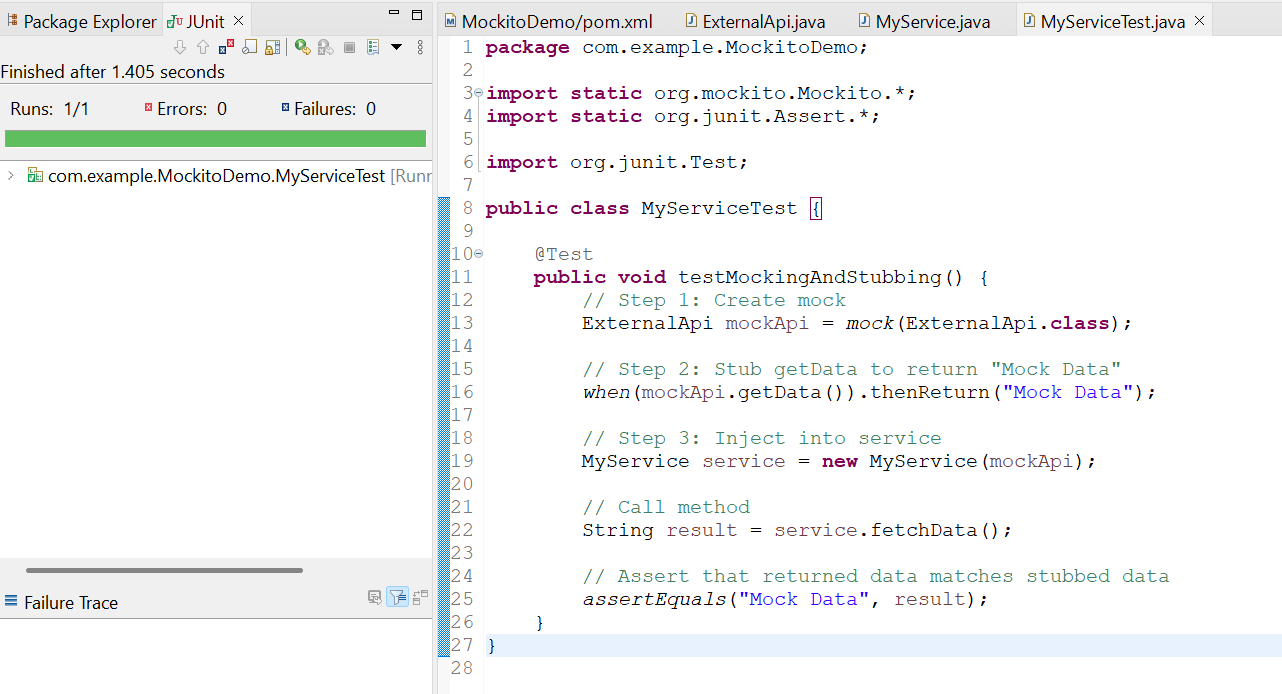 Package Explorer JUnit
Finished after 1.405 seconds
Runs: 1/1 Errors: 0 Failures: 0
com.example.MockitoDemo.MyServiceTest [Runr
Failure Trace
MockitoDemo/pom.xml ExternalApi.java MyService.java MyServiceTest.java
1 package com.example.MockitoDemo;
2
3 import static org.mockito.Mockito.*;
4 import static org.junit.Assert.*;
5
6 import org.junit.Test;
7
8 public class MyServiceTest {
9
10 @Test
11 public void testMockingAndStubbing() {
12 // Step 1: Create mock
13 ExternalApi mockApi = mock(ExternalApi.class);
14
15 // Step 2: Stub getData to return "Mock Data"
16 when(mockApi.getData()).thenReturn("Mock Data");
17
18 // Step 3: Inject into service
19 MyService service = new MyService(mockApi);
20
21 // Call method
22 String result = service.fetchData();
23
24 // Assert that returned data matches stubbed data
25 assertEquals("Mock Data", result);
26 }
27 }
28